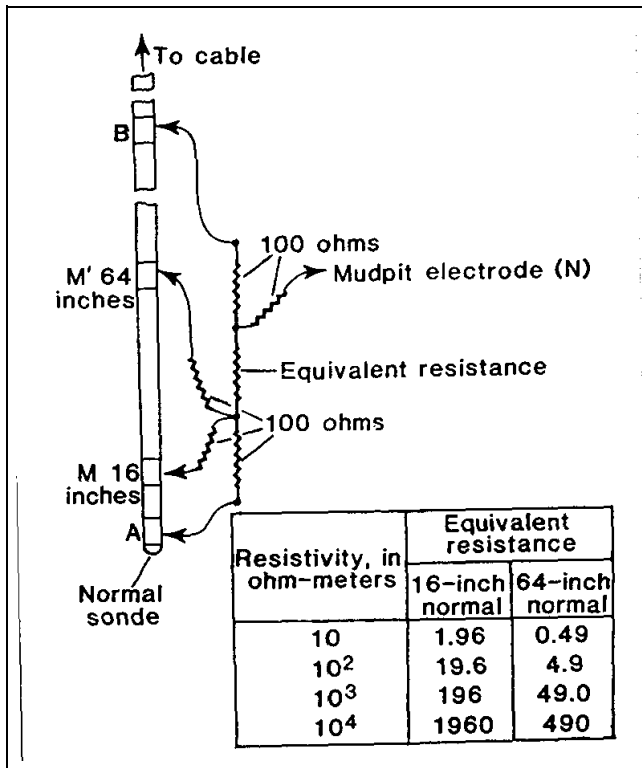 To cable
B
100 ohms
Mudpit electrode (N)
M' 64
inches
Equivalent resistance
100 ohms
M 16
inches
A
Normal
sonde
Resistivity, in
ohm-meters
Equivalent
resistance
16-inch
normal
64-inch
normal
10 1.96 0.49
10² 19.6 4.9
10³ 196 49.0
10⁴ 1960 490